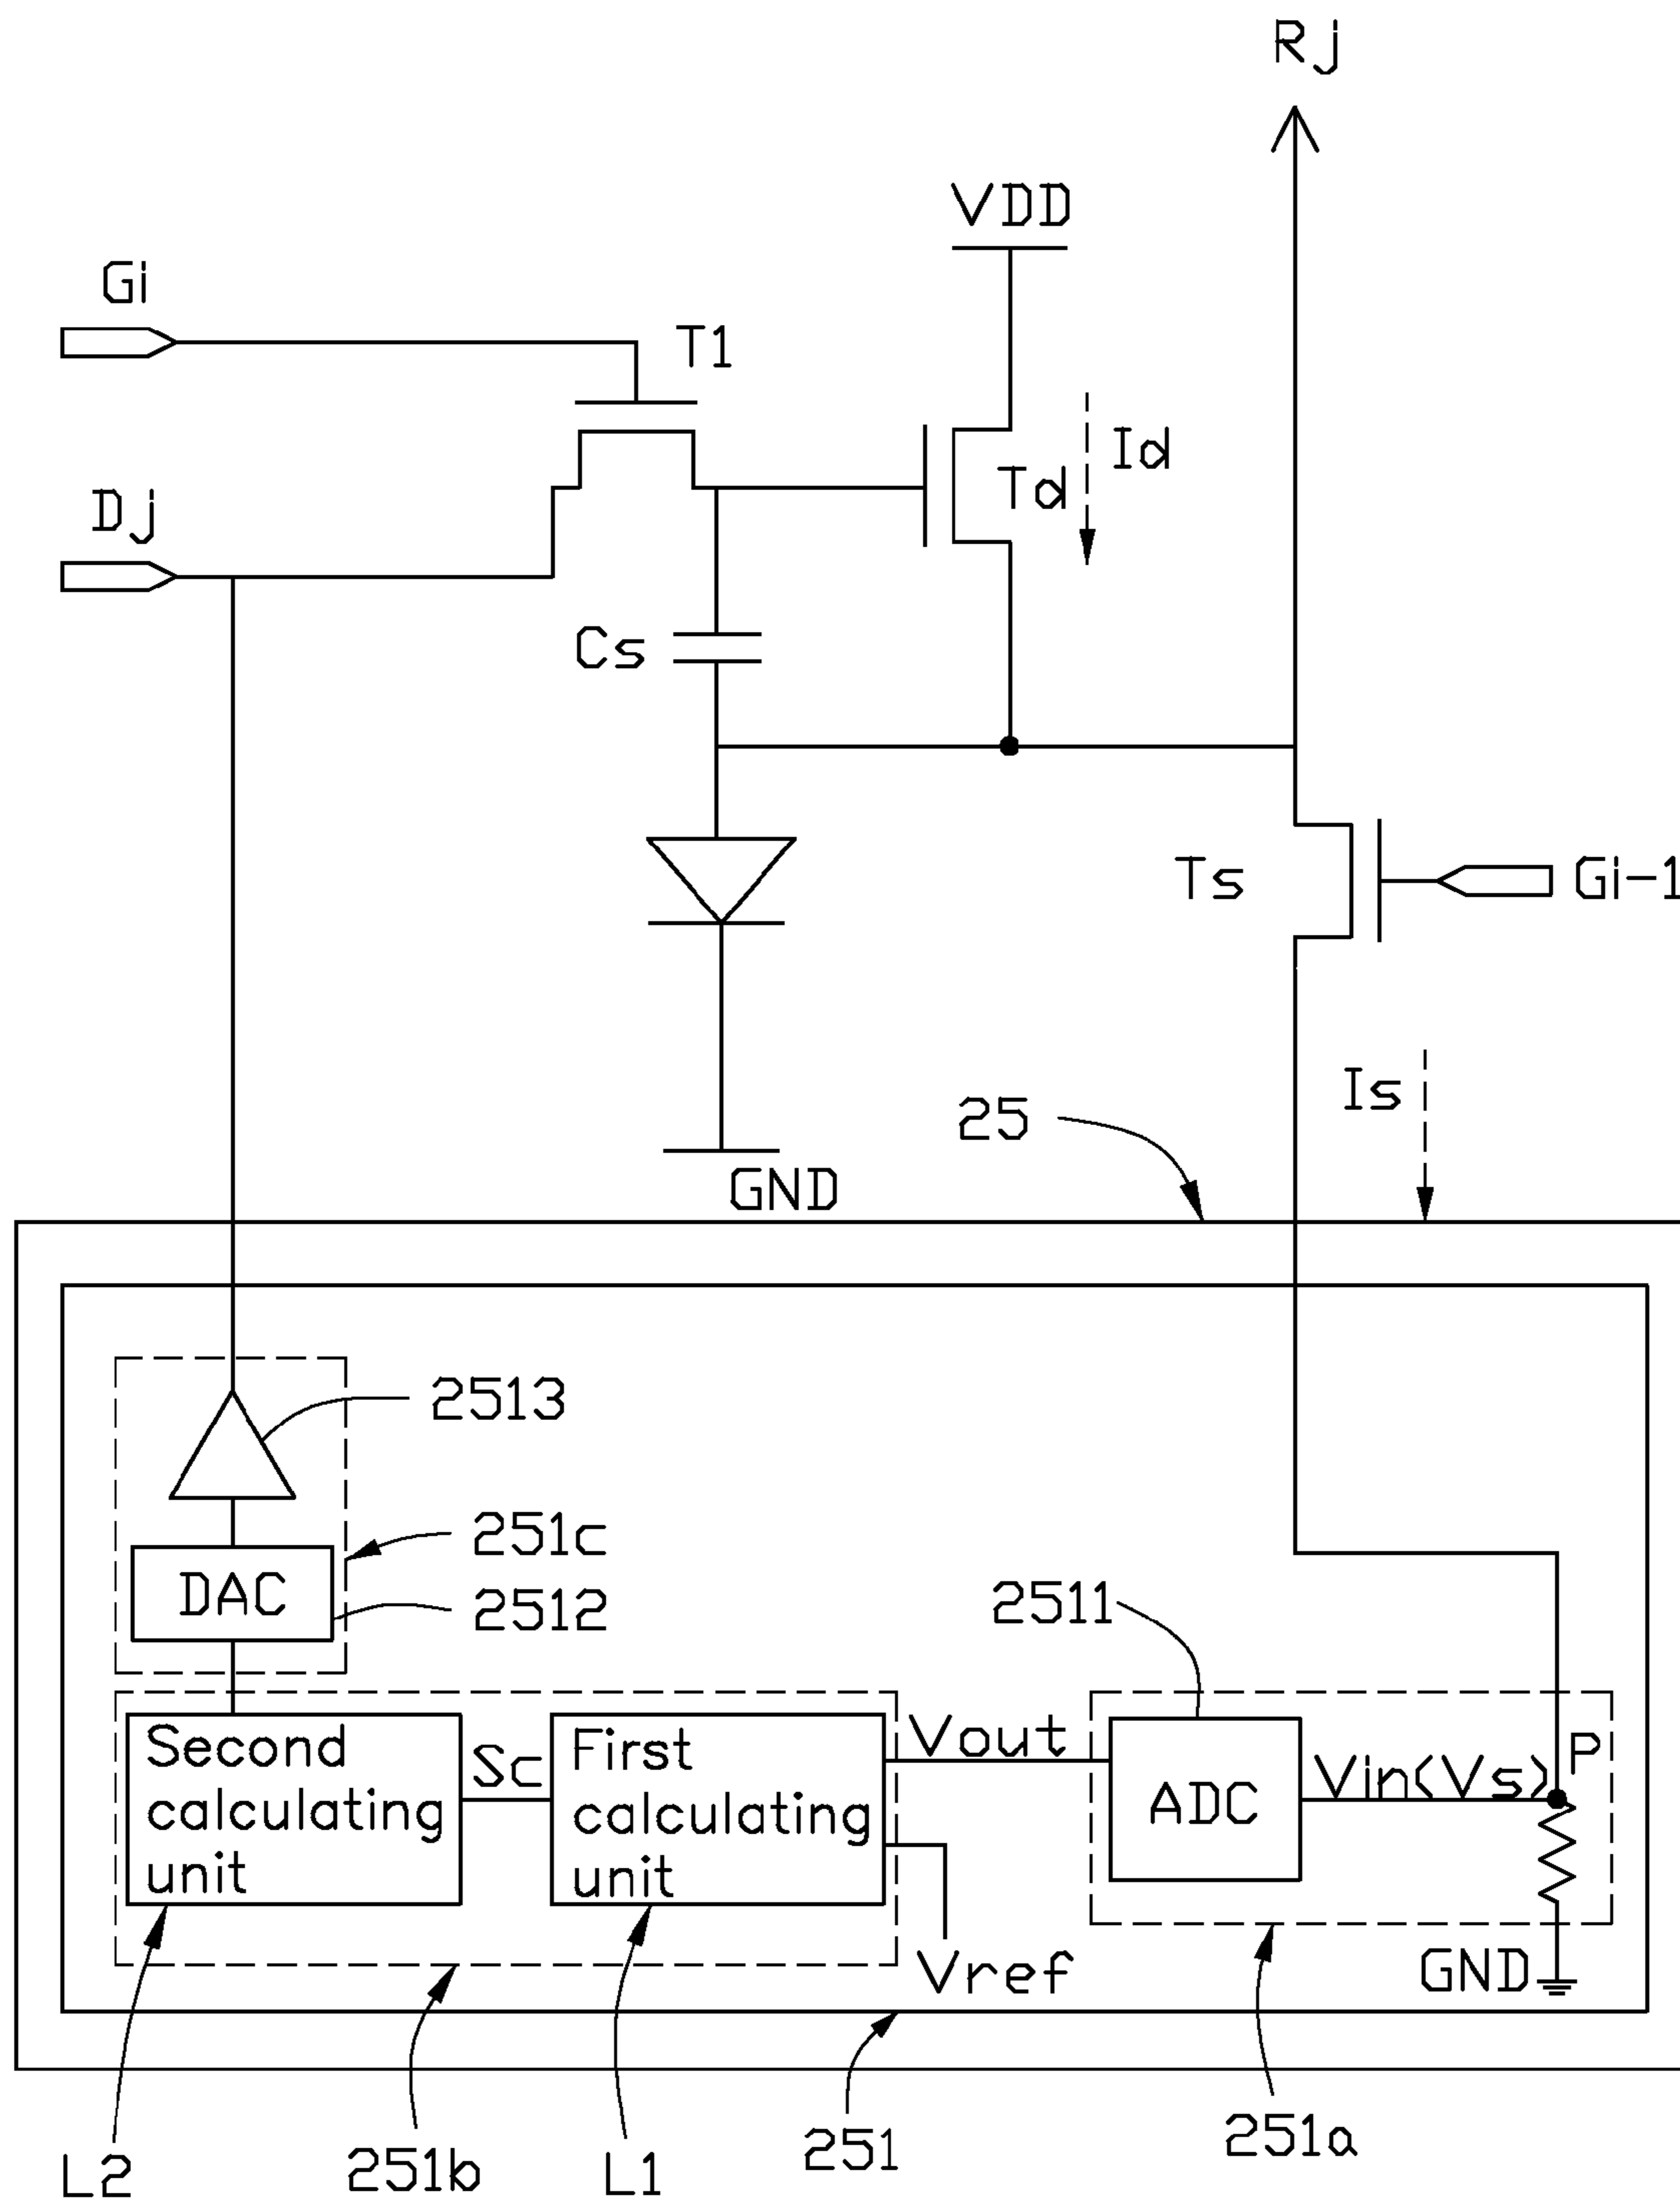 Rj
VDD
Gi
T1
Id
Td
Dj
Cs
Ts
Gi-1
Is
25
GND
2513
251c
DAC
2512
2511
Second
calculating
unit
Sc
First
calculating
unit
Vout
ADC
Vin(Vs)
P
Vref
GND
L2
251b
L1
251
251a